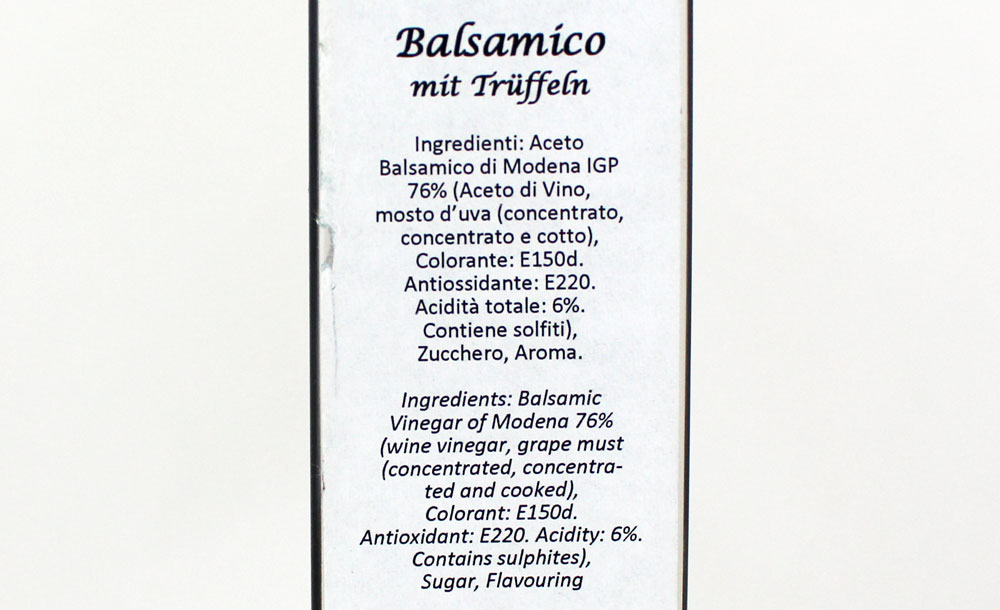 Balsamico
mit Trüffeln
Ingredienti: Aceto
Balsamico di Modena IGP
76% (Aceto di Vino,
mosto d’uva (concentrato,
concentrato e cotto),
Colorante: E150d.
Antiossidante: E220.
Acidità totale: 6%.
Contiene solfiti),
Zucchero, Aroma.
Ingredients: Balsamic
Vinegar of Modena 76%
(wine vinegar, grape must
(concentrated, concentra-
ted and cooked),
Colorant: E150d.
Antioxidant: E220. Acidity: 6%.
Contains sulphites),
Sugar, Flavouring